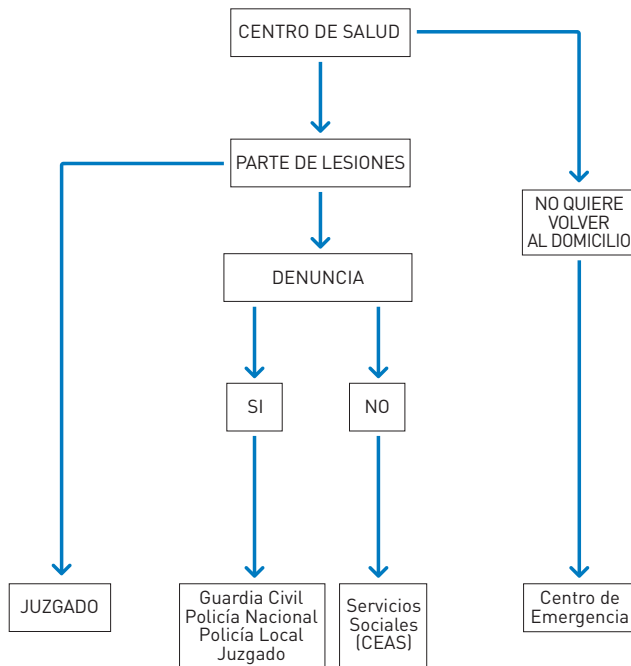 CENTRO DE SALUD
PARTE DE LESIONES
NO QUIERE
VOLVER
AL DOMICILIO
DENUNCIA
SI
NO
JUZGADO
Guardia Civil
Policía Nacional
Policía Local
Juzgado
Servicios
Sociales
(CEAS)
Centro de
Emergencia